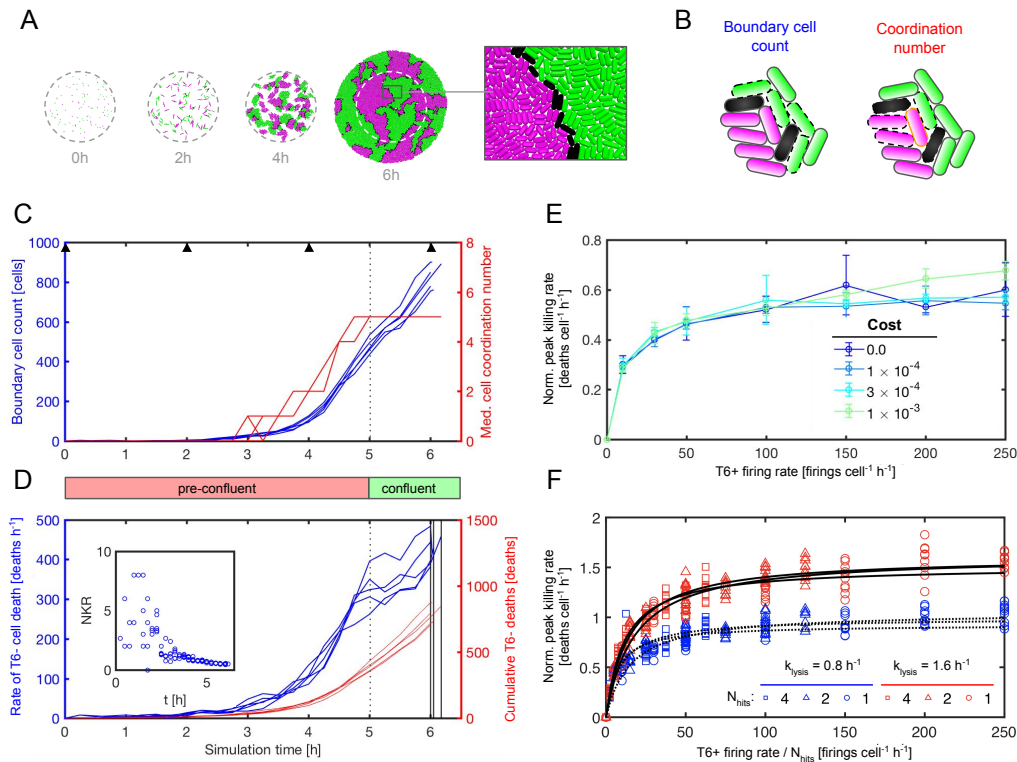 A
0h
2h
4h
6h
B
Boundary cell
count
Coordination
number
C
Boundary cell count [cells]
1000
800
600
400
200
0
0
1
2
3
4
5
6
8
6
4
2
0
Med. cell coordination number
D
pre-confluent
confluent
Rate of T6- cell death [deaths h⁻¹]
500
400
300
200
100
0
NKR
10
5
0
0
5
t [h]
0
1
2
3
4
5
6
Simulation time [h]
1500
1000
500
0
Cumulative T6- deaths [deaths]
E
Norm. peak killing rate
[deaths cell⁻¹ h⁻¹]
0.8
0.6
0.4
0.2
0
Cost
0.0
1 × 10⁻⁴
3 × 10⁻⁴
1 × 10⁻³
0
50
100
150
200
250
T6+ firing rate [firings cell⁻¹ h⁻¹]
F
Norm. peak killing rate
[deaths cell⁻¹ h⁻¹]
2
1.5
1
0.5
0
k_lysis = 0.8 h⁻¹
k_lysis = 1.6 h⁻¹
N_hits: 4 2 1 4 2 1
0
50
100
150
200
250
T6+ firing rate / N_hits [firings cell⁻¹ h⁻¹]